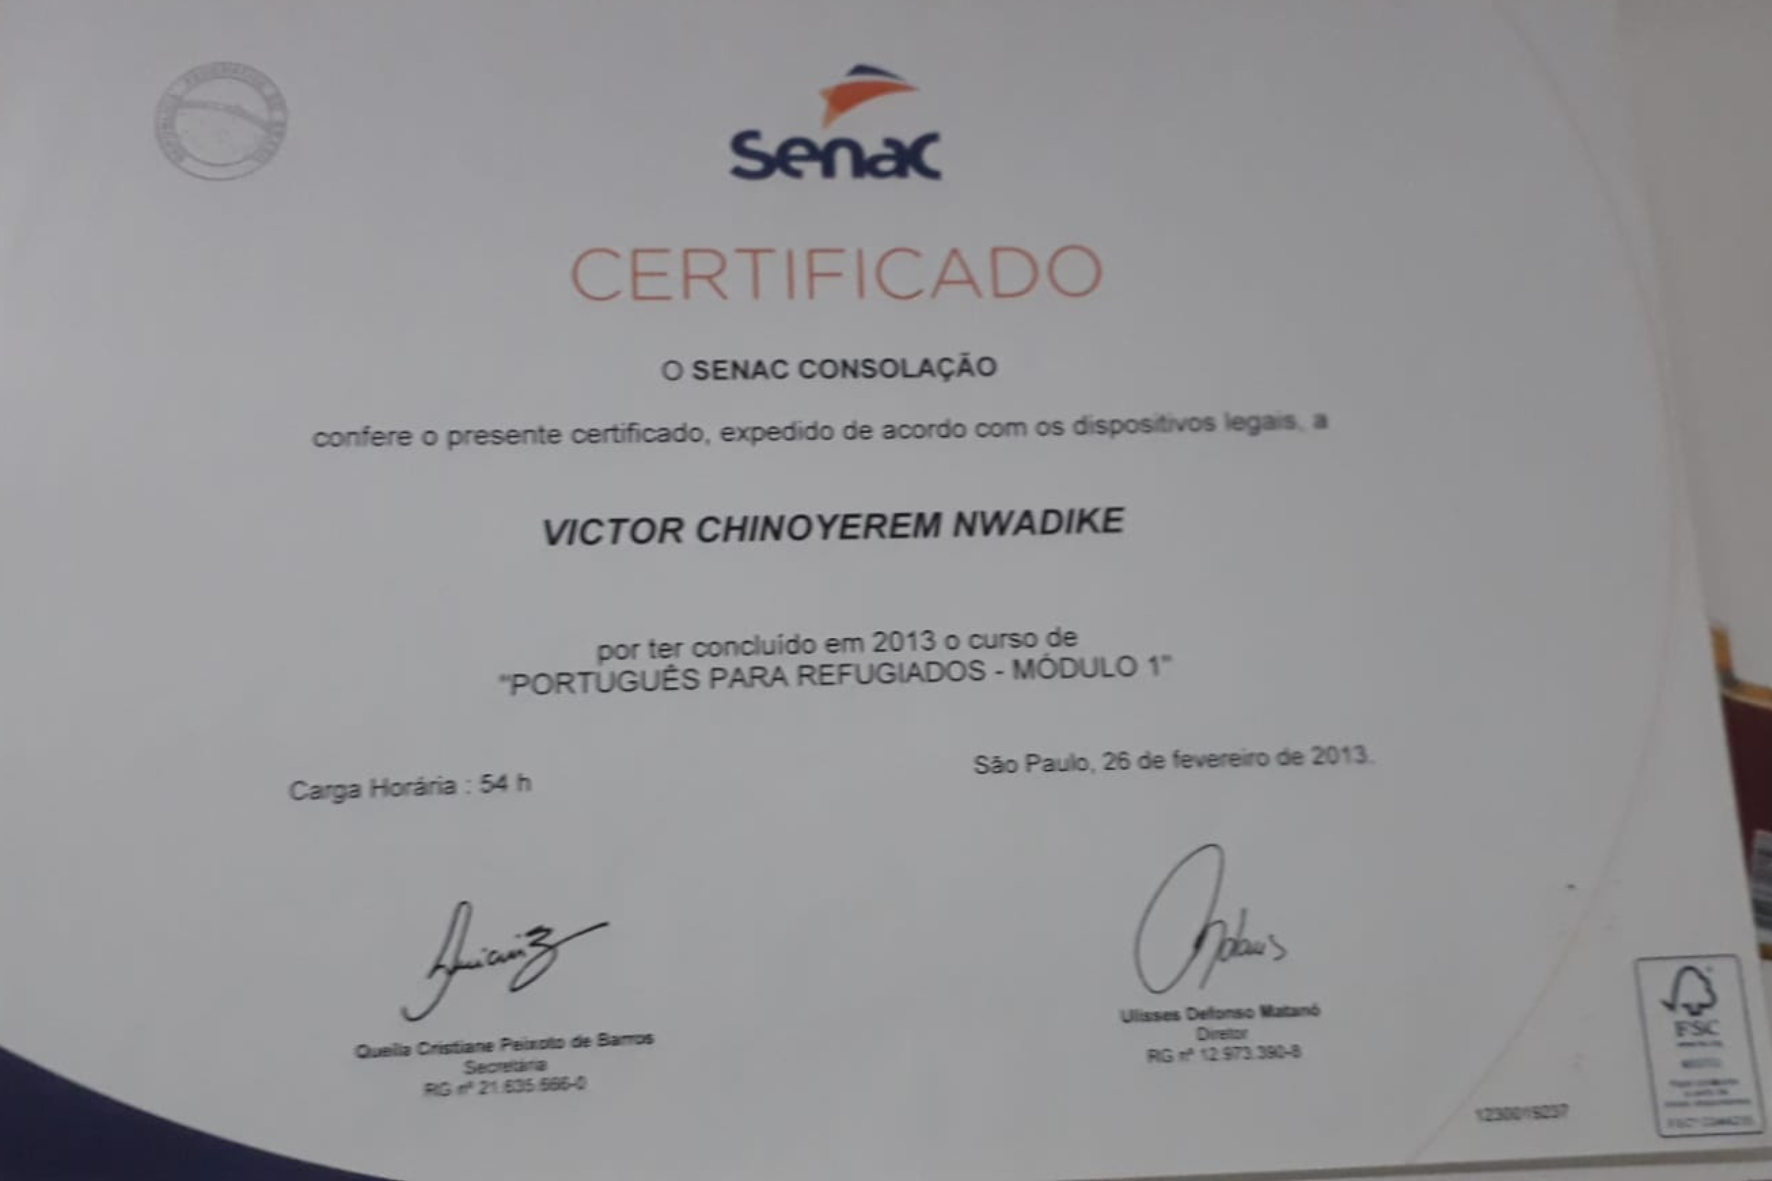 Senac
CERTIFICADO
O SENAC CONSOLAÇÃO
confere o presente certificado, expedido de acordo com os dispositivos legais, a
VICTOR CHINOYEREM NWADIKE
por ter concluído em 2013 o curso de
"PORTUGUÊS PARA REFUGIADOS - MÓDULO 1"
Carga Horária : 54 h
São Paulo, 26 de fevereiro de 2013.
Cristiane Peixoto de Barros
Secretária
RG nº 21.635.666-0
Ulisses Defonso Matanó
Diretor
RG nº 12.973.390-8
FSC